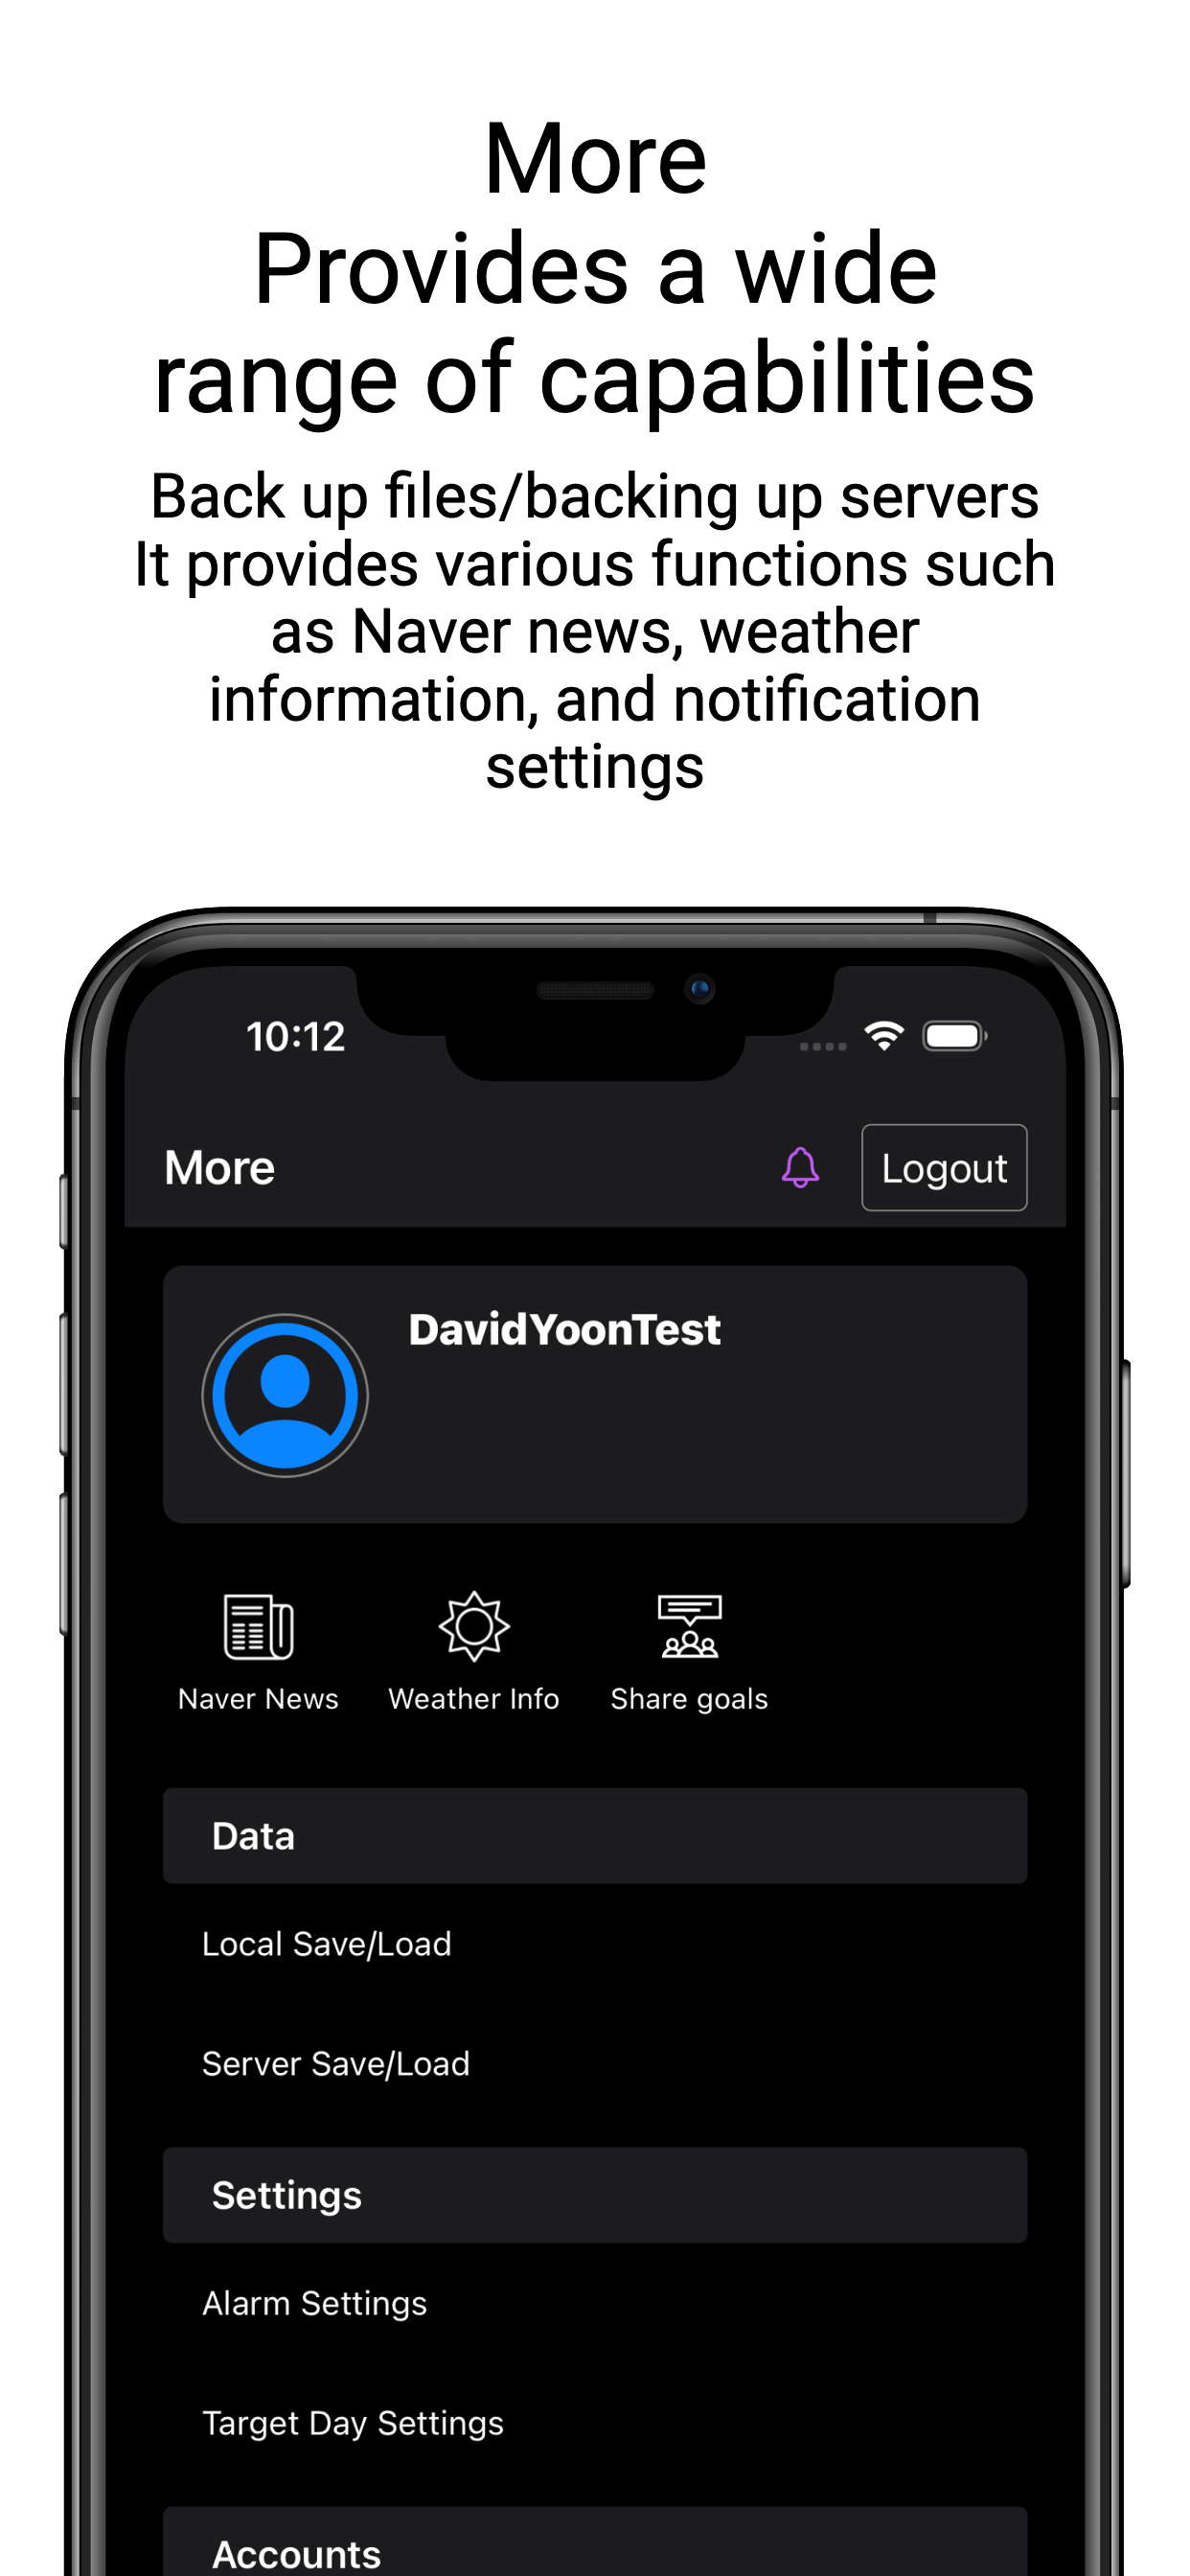 More
Provides a wide
range of capabilities
Back up files/backing up servers
It provides various functions such
as Naver news, weather
information, and notification
settings
10:12
More
Logout
DavidYoonTest
Naver News
Weather Info
Share goals
Data
Local Save/Load
Server Save/Load
Settings
Alarm Settings
Target Day Settings
Accounts